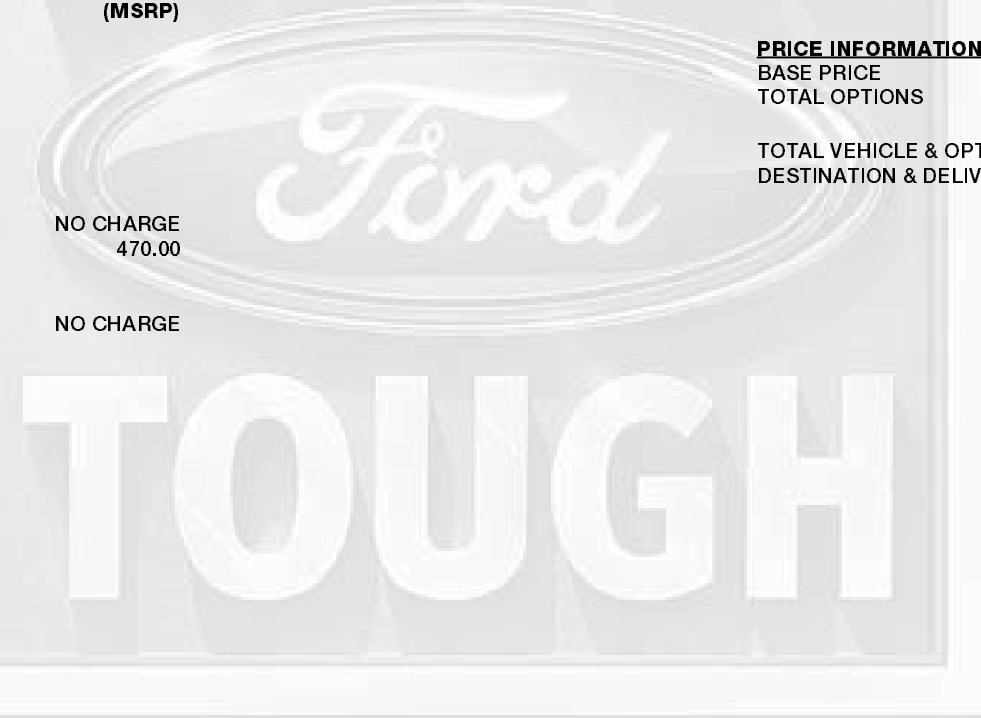 (MSRP)
PRICE INFORMATION
BASE PRICE
TOTAL OPTIONS
TOTAL VEHICLE & OPT
DESTINATION & DELIV
NO CHARGE
470.00
NO CHARGE
Ford
TOUGH